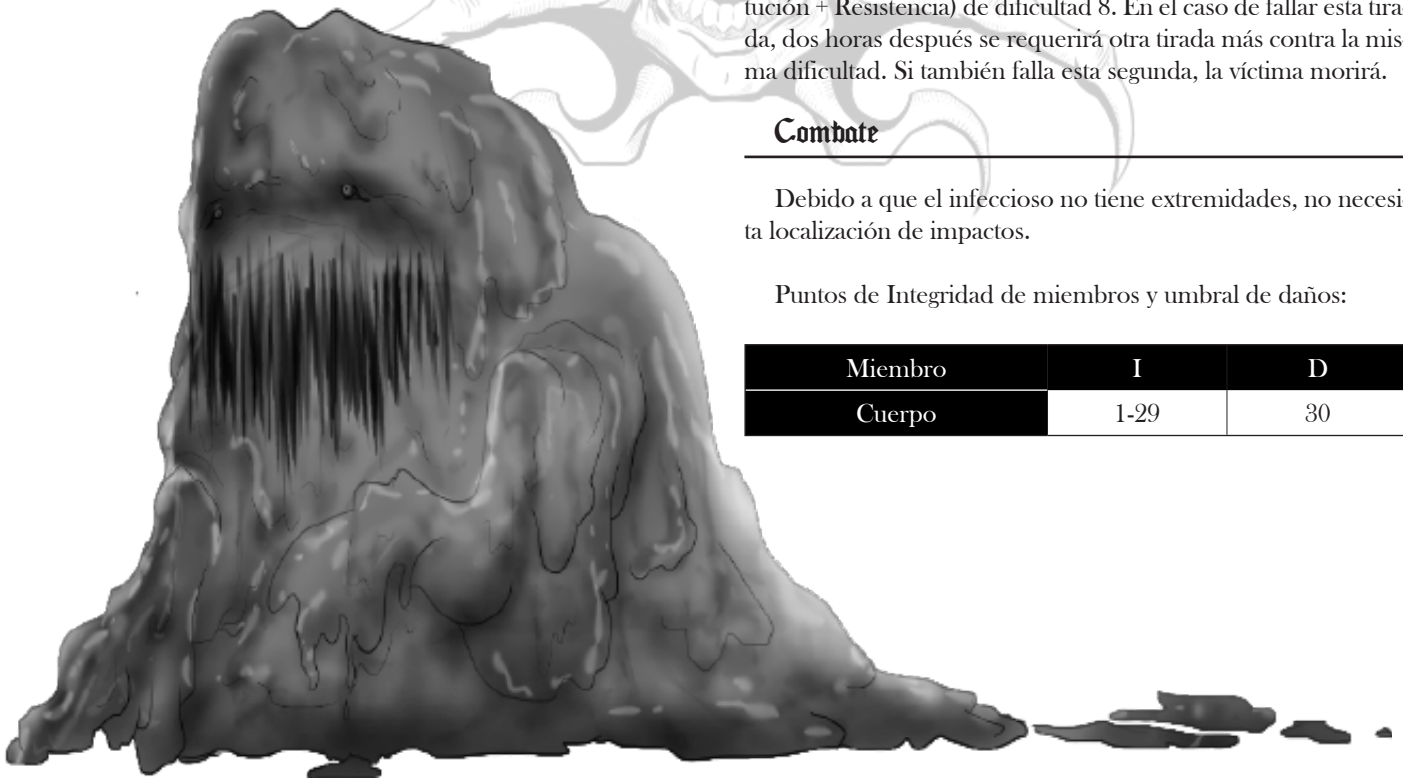 tución + Resistencia) de dificultad 8. En el caso de fallar esta tira-
da, dos horas después se requerirá otra tirada más contra la mis-
ma dificultad. Si también falla esta segunda, la víctima morirá.
Combate
Debido a que el infeccioso no tiene extremidades, no necesi-
ta localización de impactos.
Puntos de Integridad de miembros y umbral de daños:
Miembro I D
Cuerpo 1-29 30